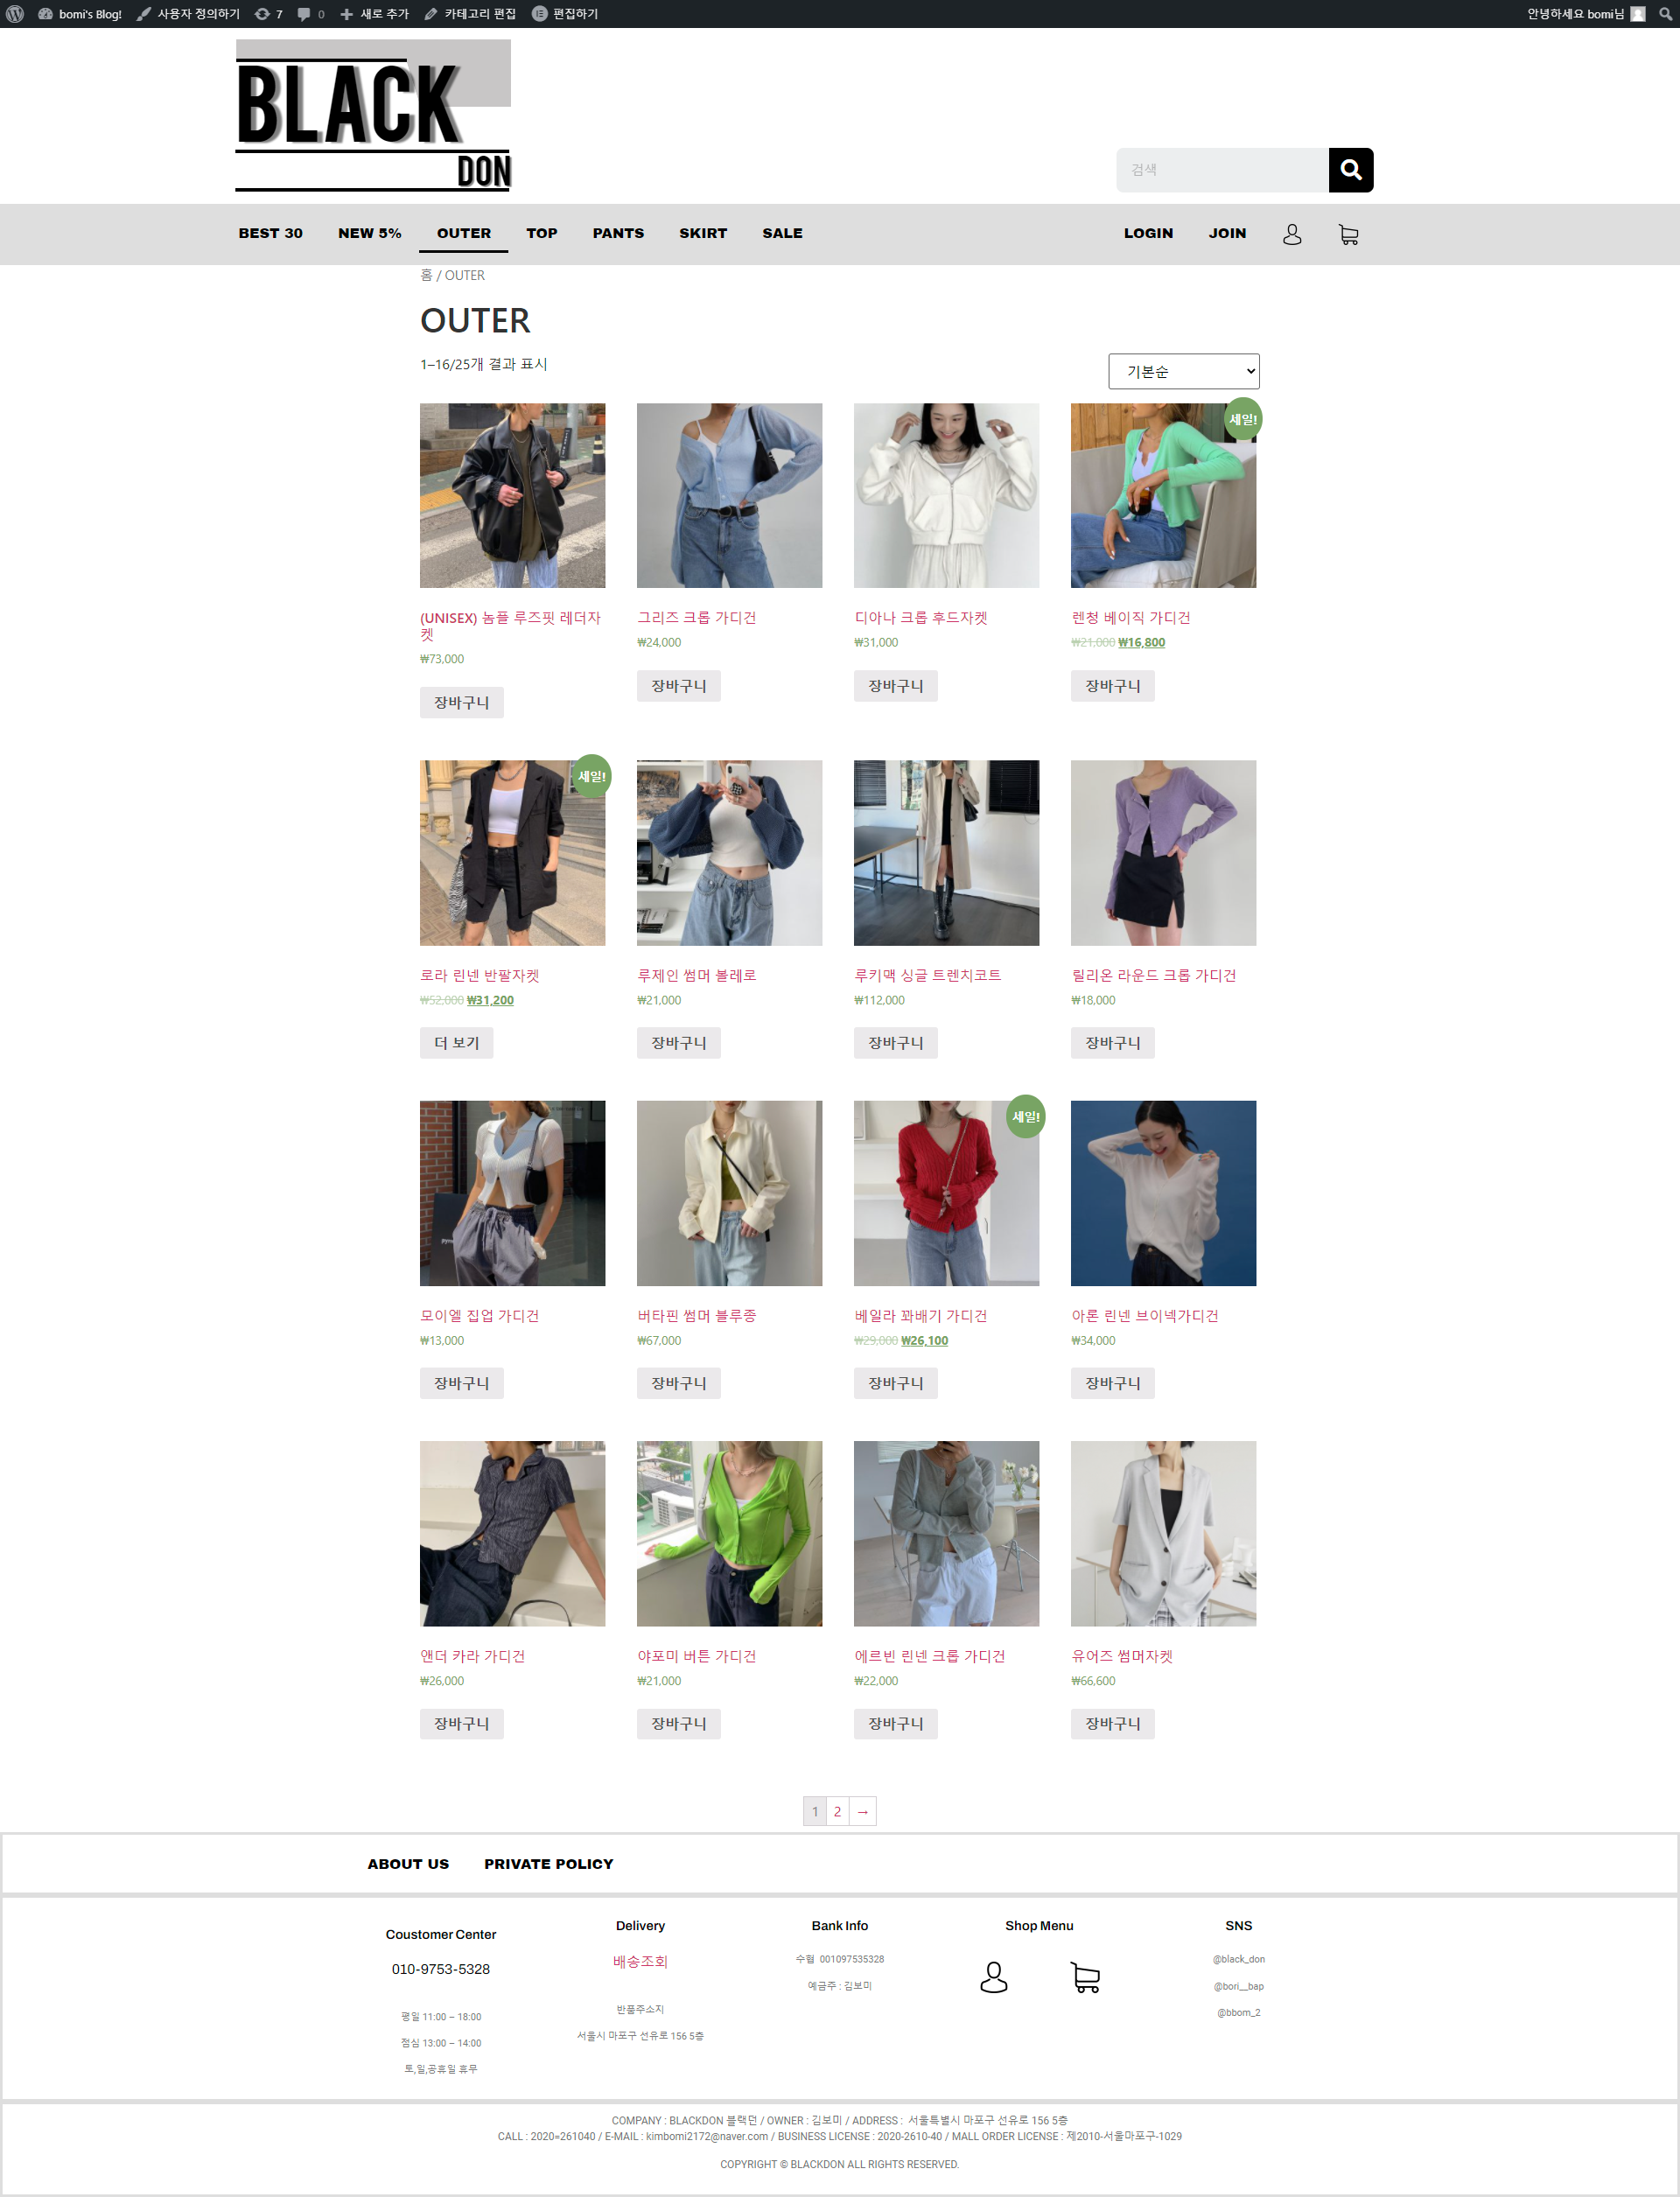 bomi's Blog! 사용자 정의하기 7 0 새로 추가 카테고리 편집 편집하기 안녕하세요 bomi님
BLACK
DON
검색
BEST 30 NEW 5% OUTER TOP PANTS SKIRT SALE LOGIN JOIN
홈 / OUTER
OUTER
1–16/25개 결과 표시
기본순
세일!
(UNISEX) 놈플 루즈핏 레더자
켓
₩73,000
장바구니
그리즈 크롭 가디건
₩24,000
장바구니
디아나 크롭 후드자켓
₩31,000
장바구니
렌청 베이직 가디건
₩21,000 ₩16,800
장바구니
세일!
로라 린넨 반팔자켓
₩52,000 ₩31,200
더 보기
루제인 썸머 볼레로
₩21,000
장바구니
루키맥 싱글 트렌치코트
₩112,000
장바구니
릴리온 라운드 크롭 가디건
₩18,000
장바구니
세일!
모이엘 집업 가디건
₩13,000
장바구니
버타핀 썸머 블루종
₩67,000
장바구니
베일라 꽈배기 가디건
₩29,000 ₩26,100
장바구니
아론 린넨 브이넥가디건
₩34,000
장바구니
앤더 카라 가디건
₩26,000
장바구니
야포미 버튼 가디건
₩21,000
장바구니
에르빈 린넨 크롭 가디건
₩22,000
장바구니
유어즈 썸머자켓
₩66,600
장바구니
1 2 →
ABOUT US PRIVATE POLICY
Coustomer Center
010-9753-5328
평일 11:00 – 18:00
점심 13:00 – 14:00
토,일,공휴일 휴무
Delivery
배송조회
반품주소지
서울시 마포구 선유로 156 5층
Bank Info
수협 001097535328
예금주 : 김보미
Shop Menu
SNS
@black_don
@bori__bap
@bbom_2
COMPANY : BLACKDON 블랙던 / OWNER : 김보미 / ADDRESS : 서울특별시 마포구 선유로 156 5층
CALL : 2020=261040 / E-MAIL : kimbomi2172@naver.com / BUSINESS LICENSE : 2020-2610-40 / MALL ORDER LICENSE : 제2010-서울마포구-1029
COPYRIGHT © BLACKDON ALL RIGHTS RESERVED.